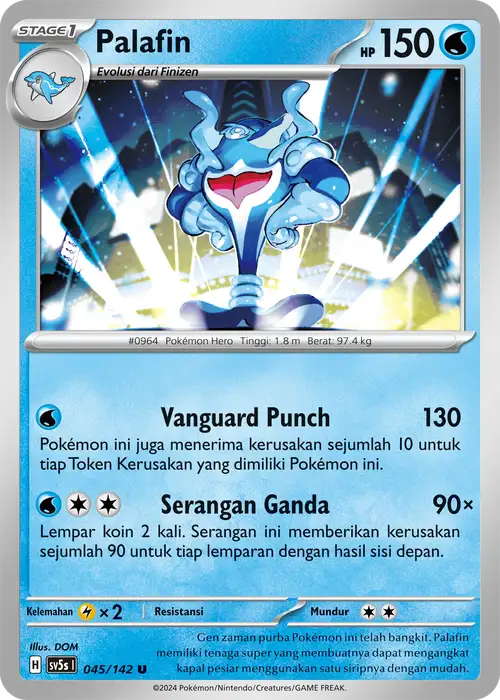 STAGE1 Palafin HP 150
Evolusi dari Finizen
#0964 Pokémon Hero Tinggi: 1.8 m Berat: 97.4 kg
Vanguard Punch 130
Pokémon ini juga menerima kerusakan sejumlah 10 untuk
tiap Token Kerusakan yang dimiliki Pokémon ini.
Serangan Ganda 90×
Lempar koin 2 kali. Serangan ini memberikan kerusakan
sejumlah 90 untuk tiap lemparan dengan hasil sisi depan.
Kelemahan × 2 Resistansi Mundur
Illus. DOM
H sv5s I 045/142 U
Gen zaman purba Pokémon ini telah bangkit. Palafin
memiliki tenaga super yang membuatnya dapat mengangkat
kapal pesiar menggunakan satu siripnya dengan mudah.
©2024 Pokémon/Nintendo/Creatures/GAME FREAK.